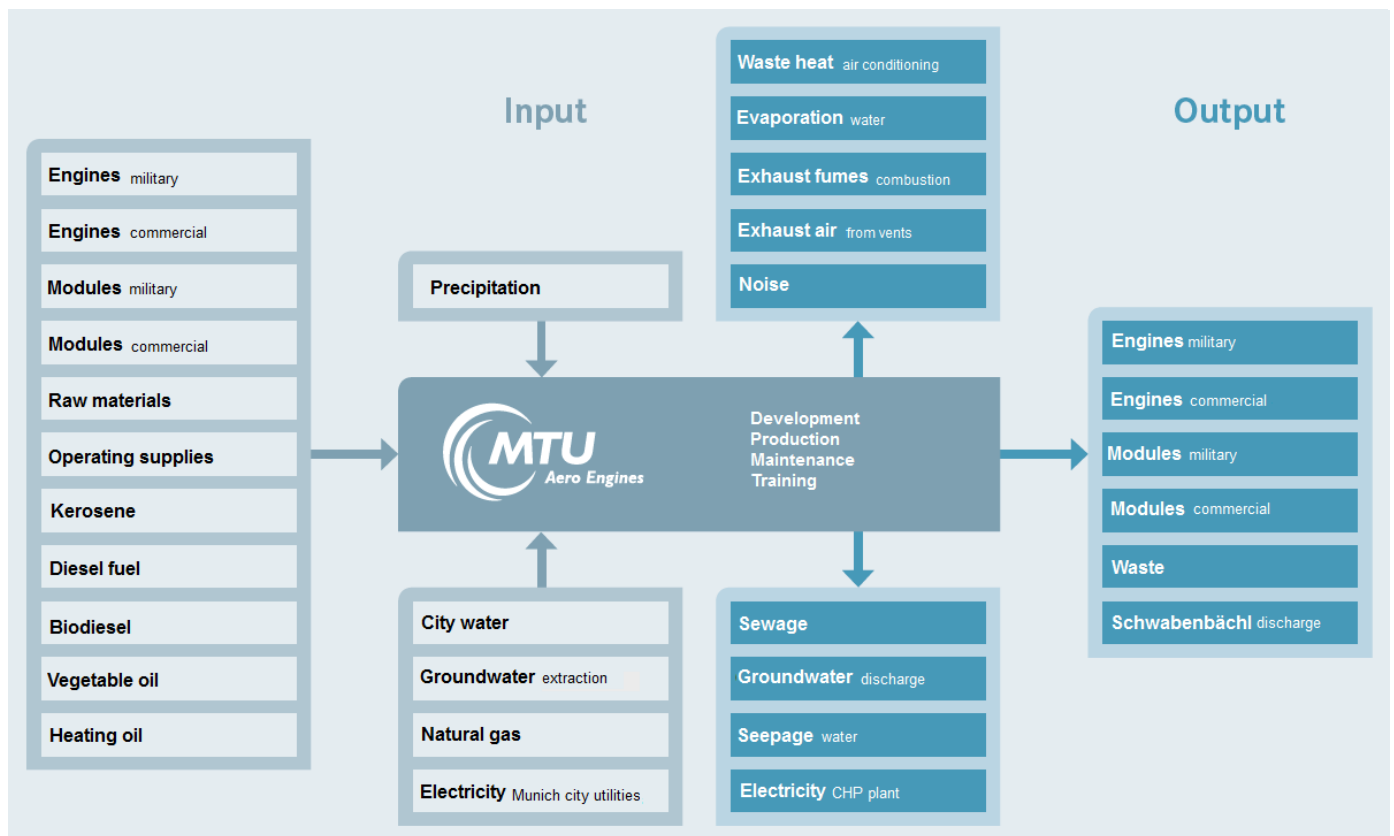 Input
Output
Engines military
Engines commercial
Modules military
Modules commercial
Raw materials
Operating supplies
Kerosene
Diesel fuel
Biodiesel
Vegetable oil
Heating oil
Precipitation
MTU
Aero Engines
Development
Production
Maintenance
Training
City water
Groundwater extraction
Natural gas
Electricity Munich city utilities
Waste heat air conditioning
Evaporation water
Exhaust fumes combustion
Exhaust air from vents
Noise
Sewage
Groundwater discharge
Seepage water
Electricity CHP plant
Engines military
Engines commercial
Modules military
Modules commercial
Waste
Schwabenbächl discharge